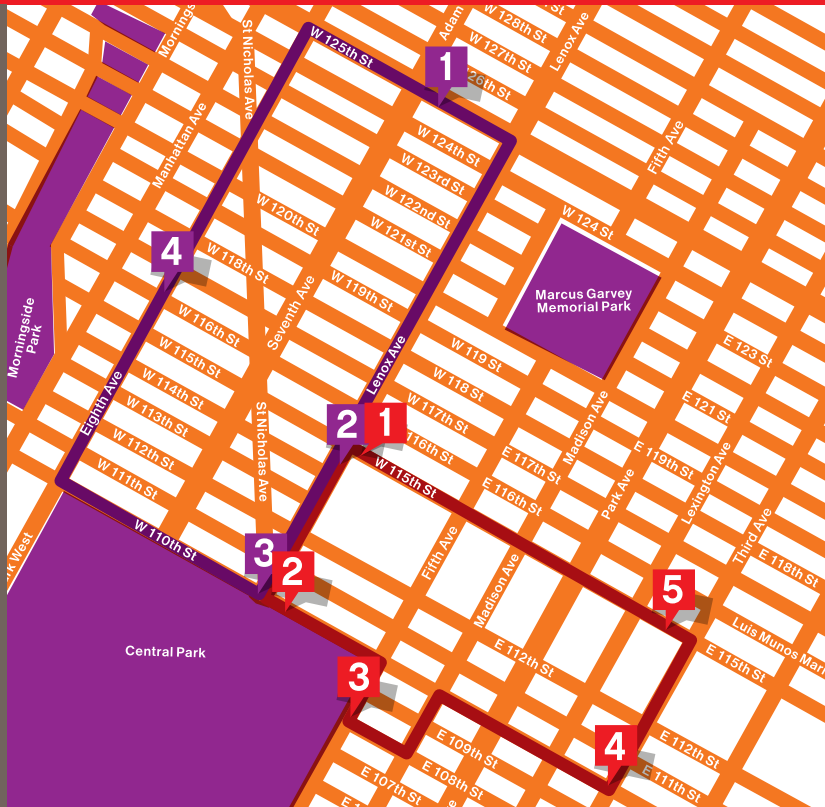 Mornings
St Nicholas Ave
W 125th St
Adam
W 128th St
W 127th St
26th St
Lenox Ave
1
Manhattan Ave
W 124th St
W 123rd St
W 122nd St
W 121st St
Fifth Ave
W 120th St
W 124 St
4
W 118th St
Seventh Ave
W 119th St
Marcus Garvey
Memorial Park
Morningside
Park
W 116th St
W 115th St
W 114th St
W 113th St
W 112th St
W 111th St
Eighth Ave
St Nicholas Ave
Lenox Ave
W 119 St
W 118 St
W 117th St
116th St
E 123 St
E 121 St
E 119th St
E 117th St
E 116th St
Madison Ave
Park Ave
Lexington Ave
Third Ave
E 118th St
2
1
W 115th St
W 110th St
rk West
3
2
Fifth Ave
Madison Ave
5
Luis Munos Mar
E 115th St
E 112th St
Central Park
3
4
E 109th St
E 108th St
E 107th St
E 112th St
E 111th St
E 1
e